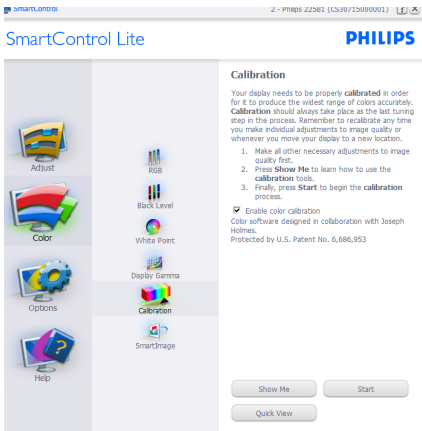 SmartControl
2 - Philips 225B1 (CS30715000001)
SmartControl Lite
PHILIPS
Adjust
Color
Options
Help
RGB
Black Level
White Point
Display Gamma
Calibration
SmartImage
Calibration
Your display needs to be properly calibrated in order
for it to produce the widest range of colors accurately.
Calibration should always take place as the last tuning
step in the process. Remember to recalibrate any time
you make individual adjustments to image quality or
whenever you move your display to a new location.
1. Make all other necessary adjustments to image
quality first.
2. Press Show Me to learn how to use the
calibration tools.
3. Finally, press Start to begin the calibration
process.
Enable color calibration
Color software designed in collaboration with Joseph
Holmes.
Protected by U.S. Patent No. 6,686,953
Show Me
Start
Quick View